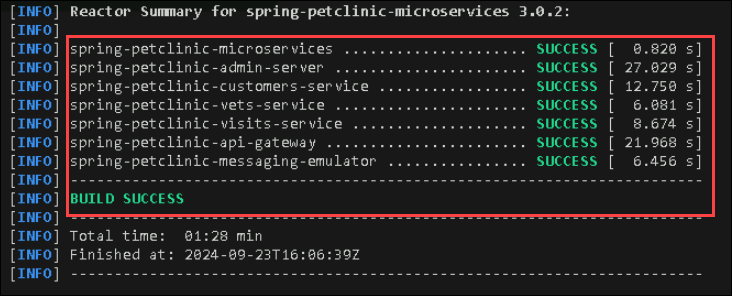 [INFO] Reactor Summary for spring-petclinic-microservices 3.0.2:
[INFO]
[INFO] spring-petclinic-microservices ..................... SUCCESS [  0.820 s]
[INFO] spring-petclinic-admin-server ...................... SUCCESS [ 27.029 s]
[INFO] spring-petclinic-customers-service ................. SUCCESS [ 12.750 s]
[INFO] spring-petclinic-vets-service ...................... SUCCESS [  6.081 s]
[INFO] spring-petclinic-visits-service .................... SUCCESS [  8.674 s]
[INFO] spring-petclinic-api-gateway ....................... SUCCESS [ 21.968 s]
[INFO] spring-petclinic-messaging-emulator ................ SUCCESS [  6.456 s]
[INFO] ------------------------------------------------------------------------
[INFO] BUILD SUCCESS
[INFO] ------------------------------------------------------------------------
[INFO] Total time:  01:28 min
[INFO] Finished at: 2024-09-23T16:06:39Z
[INFO] ------------------------------------------------------------------------